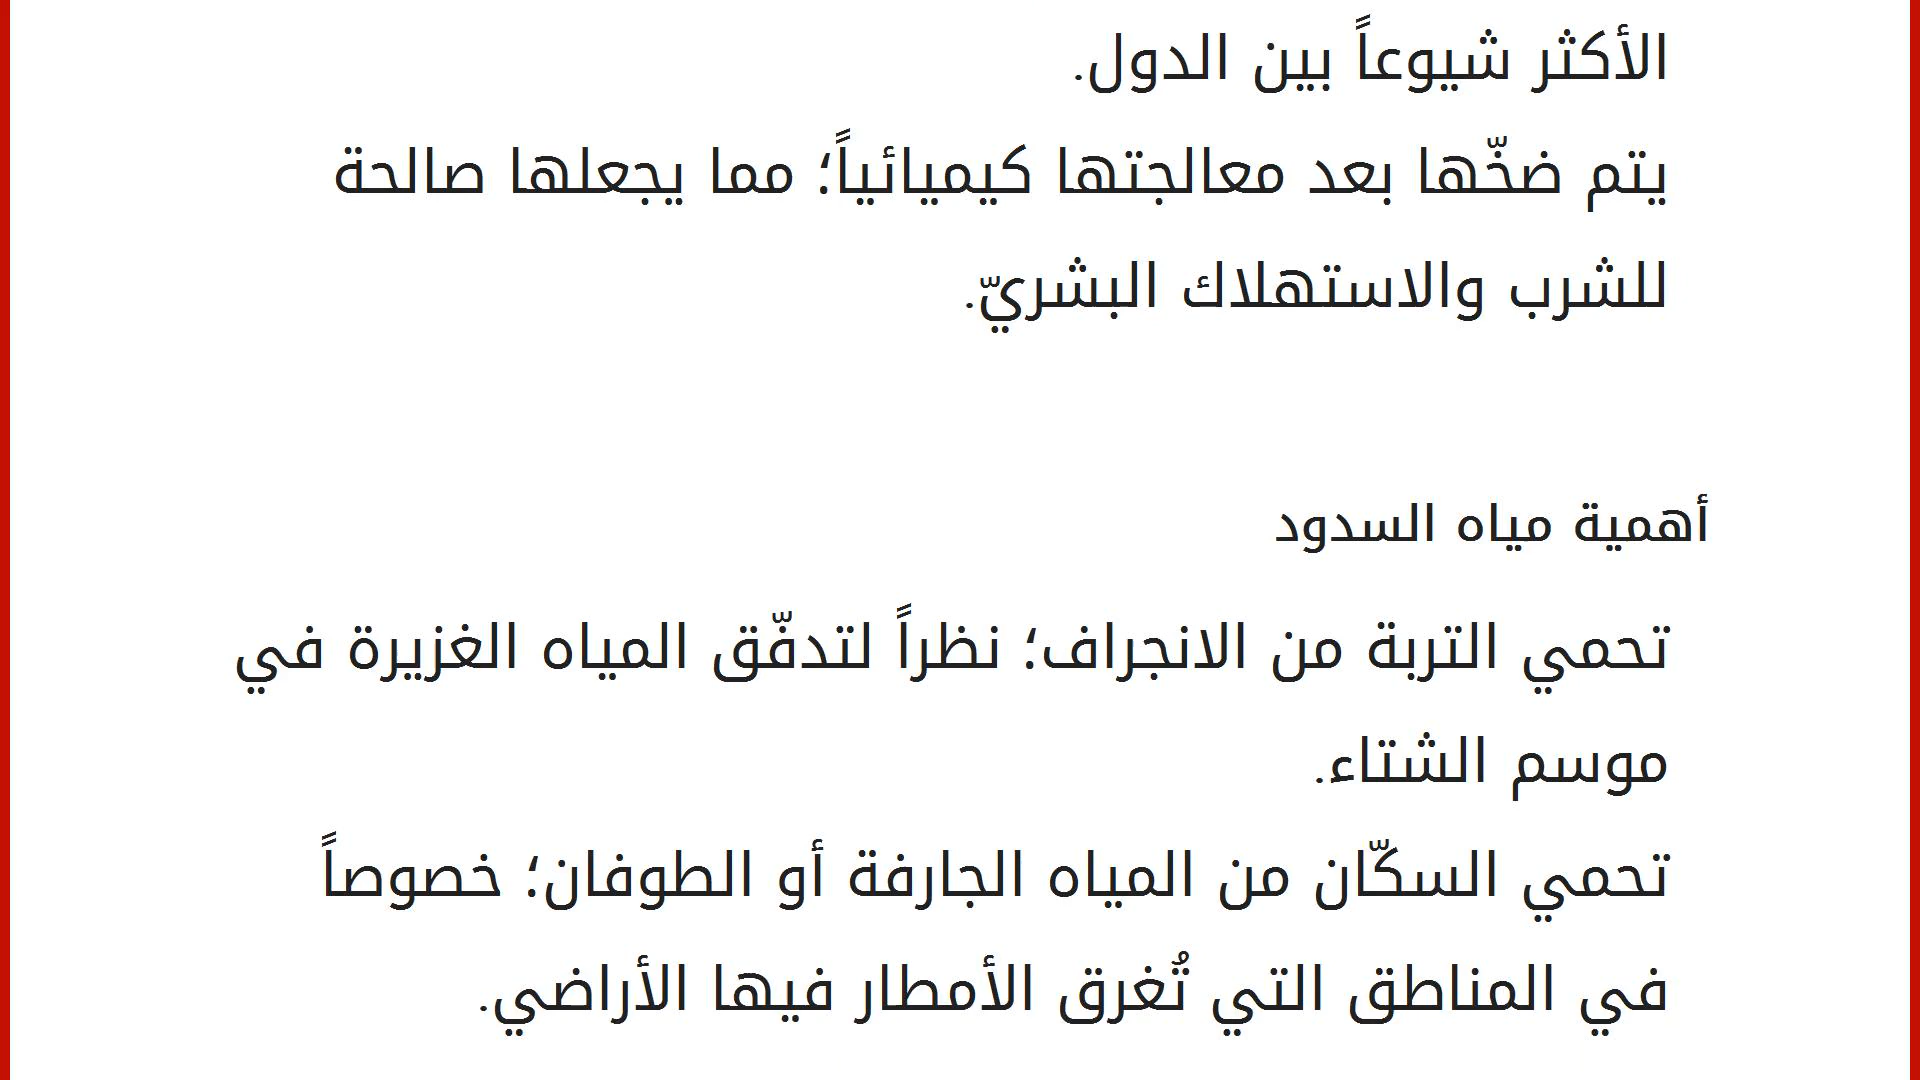 الأكثر شيوعاً بين الدول.
يتم ضخّها بعد معالجتها كيميائياً؛ مما يجعلها صالحة
للشرب والاستهلاك البشريّ.
أهمية مياه السدود
تحمي التربة من الانجراف؛ نظراً لتدفّق المياه الغزيرة في
موسم الشتاء.
تحمي السكّان من المياه الجارفة أو الطوفان؛ خصوصاً
في المناطق التي تُغرق الأمطار فيها الأراضي.